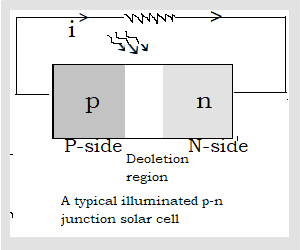 i
p
n
P-side
N-side
Deoletion
region
A typical illuminated p-n
junction solar cell